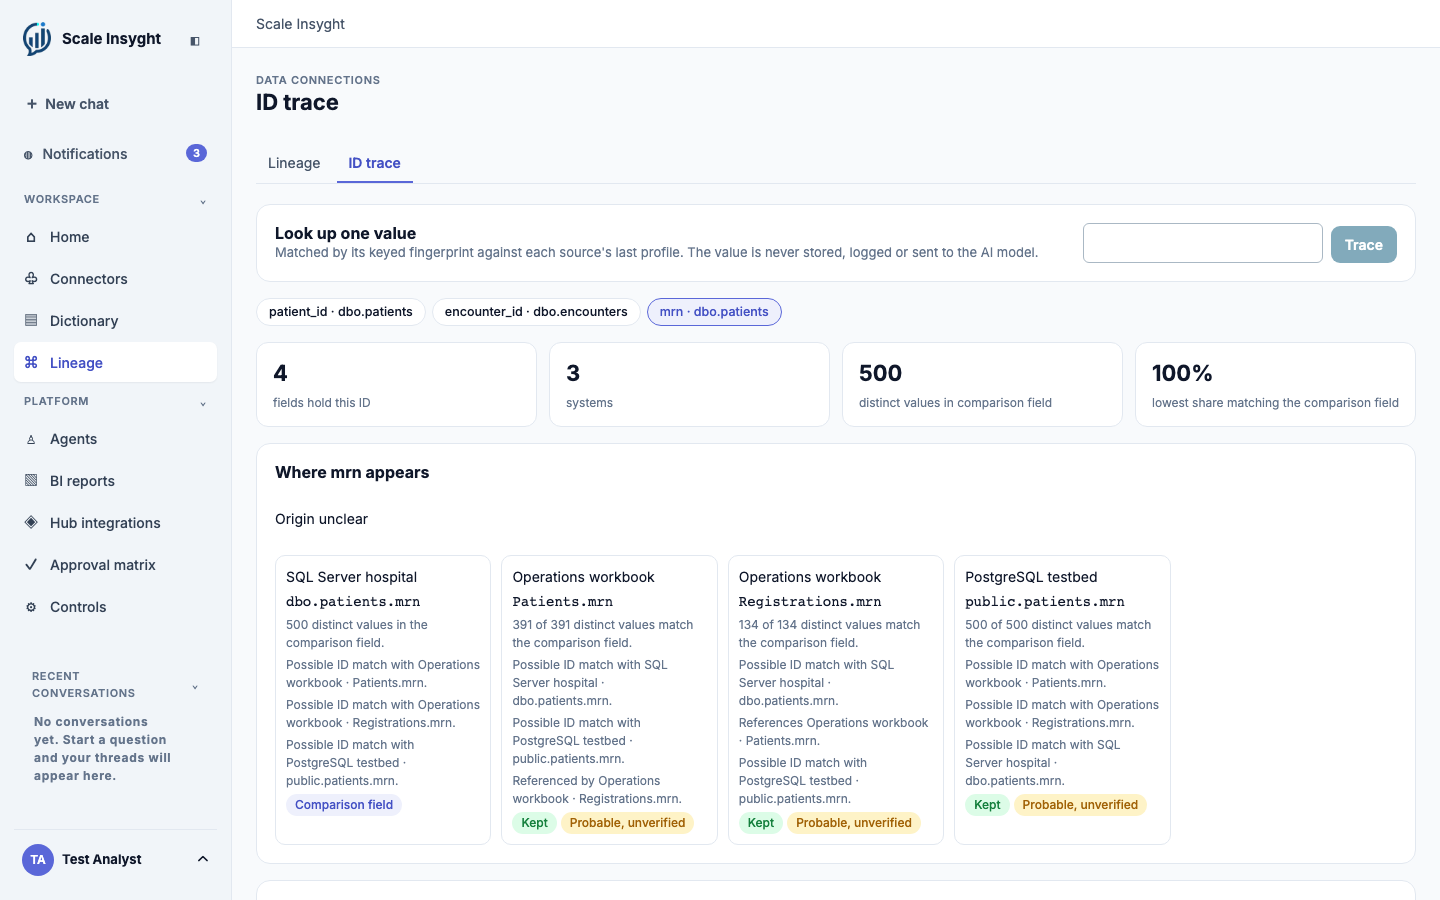 Scale Insyght
Scale Insyght
+ New chat
Notifications
3
WORKSPACE
Home
Connectors
Dictionary
Lineage
PLATFORM
Agents
BI reports
Hub integrations
Approval matrix
Controls
RECENT
CONVERSATIONS
No conversations
yet. Start a question
and your threads will
appear here.
TA
Test Analyst
DATA CONNECTIONS
ID trace
Lineage
ID trace
Look up one value
Matched by its keyed fingerprint against each source's last profile. The value is never stored, logged or sent to the AI model.
Trace
patient_id · dbo.patients
encounter_id · dbo.encounters
mrn · dbo.patients
4
fields hold this ID
3
systems
500
distinct values in comparison field
100%
lowest share matching the comparison field
Where mrn appears
Origin unclear
SQL Server hospital
dbo.patients.mrn
500 distinct values in the
comparison field.
Possible ID match with Operations
workbook · Patients.mrn.
Possible ID match with Operations
workbook · Registrations.mrn.
Possible ID match with
PostgreSQL testbed ·
public.patients.mrn.
Comparison field
Operations workbook
Patients.mrn
391 of 391 distinct values match
the comparison field.
Possible ID match with SQL
Server hospital ·
dbo.patients.mrn.
Possible ID match with
PostgreSQL testbed ·
public.patients.mrn.
Referenced by Operations
workbook · Registrations.mrn.
Kept
Probable, unverified
Operations workbook
Registrations.mrn
134 of 134 distinct values match
the comparison field.
Possible ID match with SQL
Server hospital ·
dbo.patients.mrn.
References Operations workbook
· Patients.mrn.
Possible ID match with
PostgreSQL testbed ·
public.patients.mrn.
Kept
Probable, unverified
PostgreSQL testbed
public.patients.mrn
500 of 500 distinct values match
the comparison field.
Possible ID match with Operations
workbook · Patients.mrn.
Possible ID match with Operations
workbook · Registrations.mrn.
Possible ID match with SQL
Server hospital ·
dbo.patients.mrn.
Kept
Probable, unverified